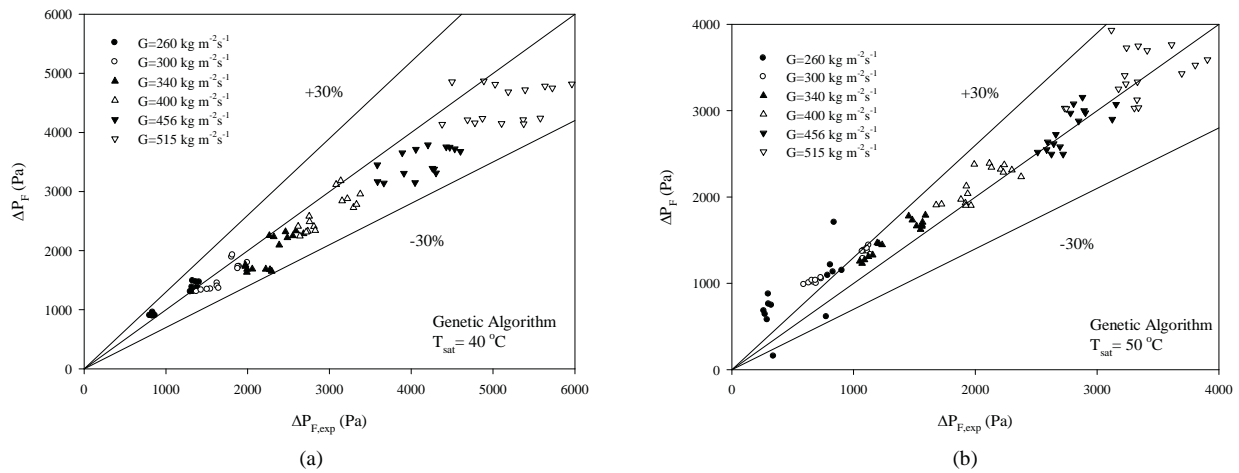 (a)
6000
5000
4000
3000
2000
1000
0
ΔP_F (Pa)
G=260 kg m⁻²s⁻¹
G=300 kg m⁻²s⁻¹
G=340 kg m⁻²s⁻¹
G=400 kg m⁻²s⁻¹
G=456 kg m⁻²s⁻¹
G=515 kg m⁻²s⁻¹
+30%
-30%
Genetic Algorithm
T_sat= 40 °C
0 1000 2000 3000 4000 5000 6000
ΔP_F,exp (Pa)
(a)
(b)
4000
3000
2000
1000
0
ΔP_F (Pa)
G=260 kg m⁻²s⁻¹
G=300 kg m⁻²s⁻¹
G=340 kg m⁻²s⁻¹
G=400 kg m⁻²s⁻¹
G=456 kg m⁻²s⁻¹
G=515 kg m⁻²s⁻¹
+30%
-30%
Genetic Algorithm
T_sat= 50 °C
0 1000 2000 3000 4000
ΔP_F,exp (Pa)
(b)